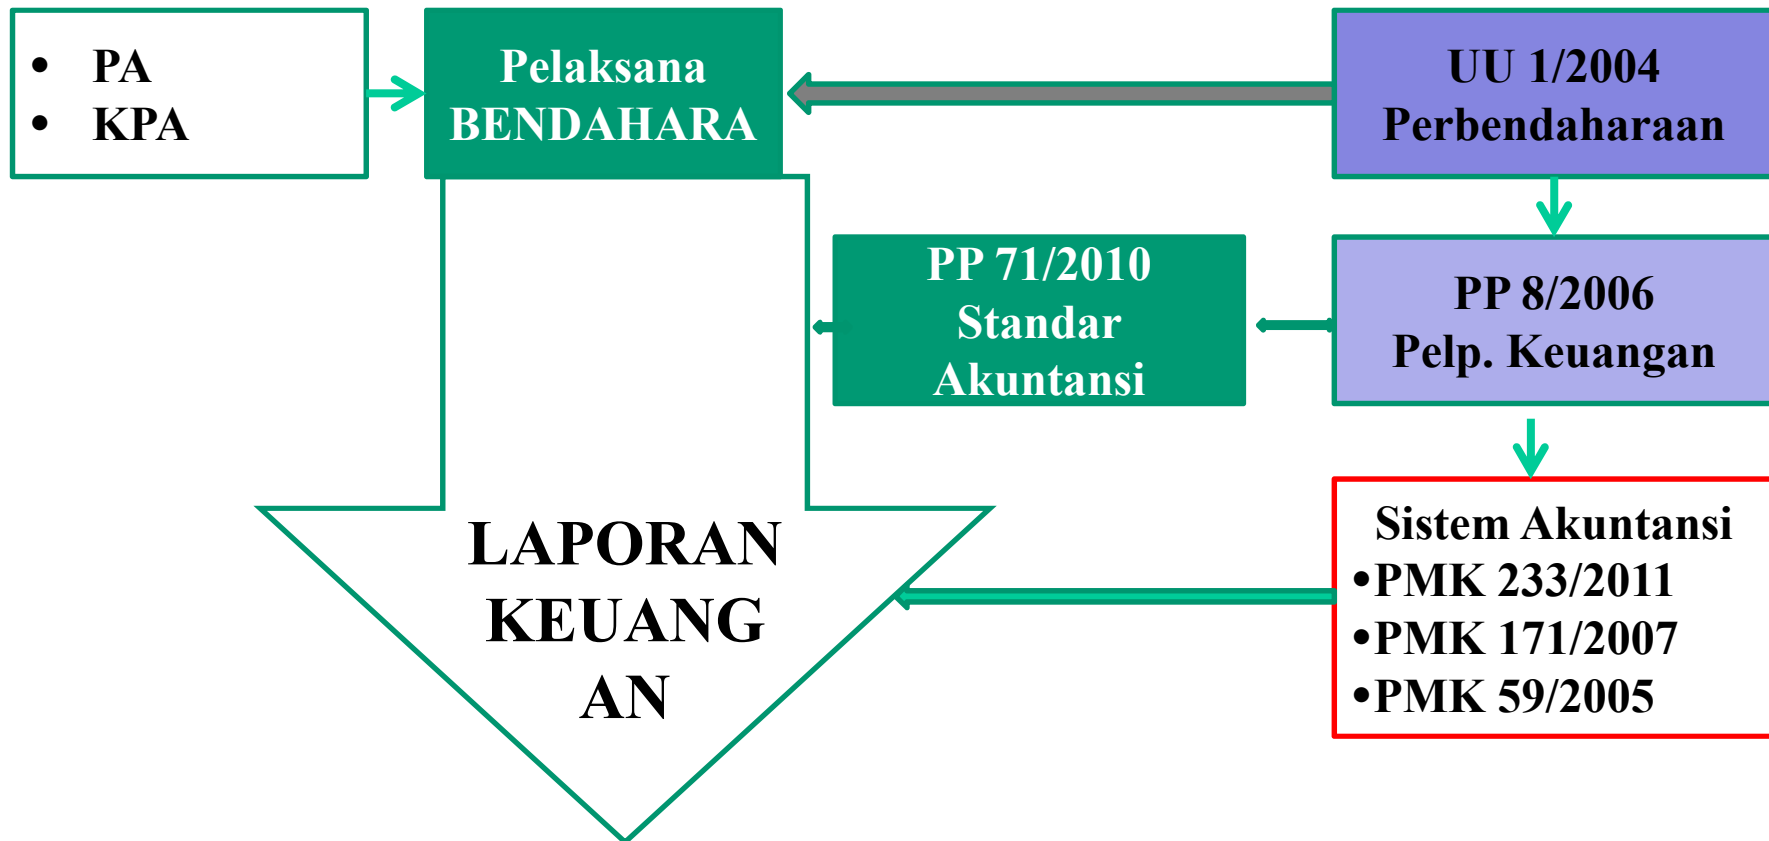 • PA
• KPA
Pelaksana
BENDAHARA
UU 1/2004
Perbendaharaan
PP 71/2010
Standar
Akuntansi
PP 8/2006
Pelp. Keuangan
LAPORAN
KEUANG
AN
Sistem Akuntansi
•PMK 233/2011
•PMK 171/2007
•PMK 59/2005